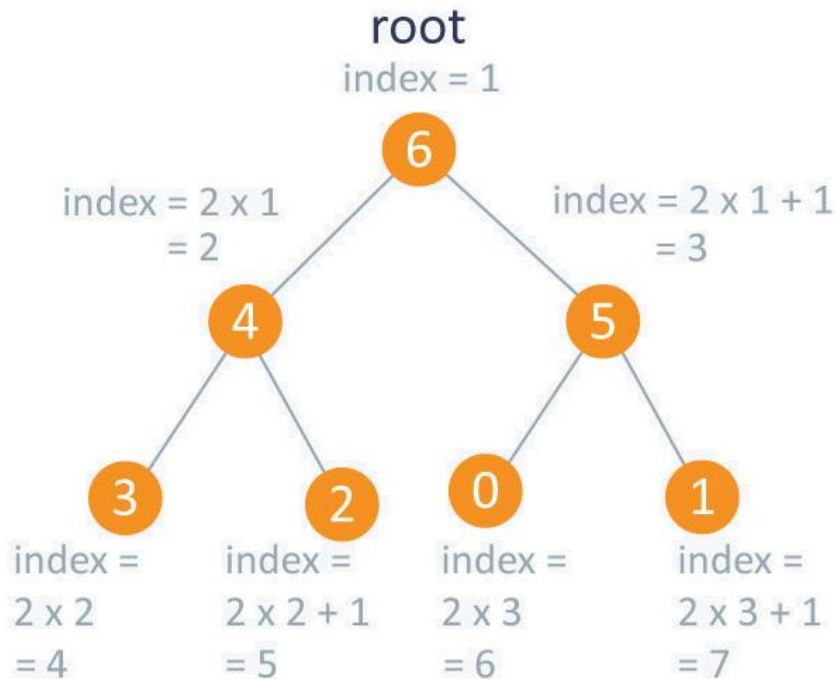 root
index = 1
6
index = 2 x 1
= 2
index = 2 x 1 + 1
= 3
4
5
3
2
0
1
index =
2 x 2
= 4
index =
2 x 2 + 1
= 5
index =
2 x 3
= 6
index =
2 x 3 + 1
= 7